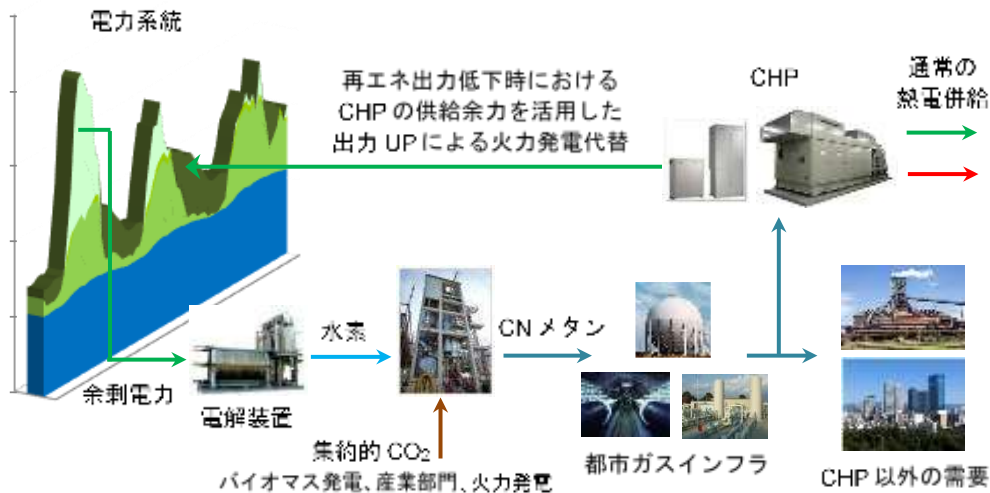 電力系統
再エネ出力低下時における
CHPの供給余力を活用した
出力UPによる火力発電代替
CHP
通常の
熱電併給
余剰電力
電解装置
水素
集約的CO₂
バイオマス発電、産業部門、火力発電
CNメタン
都市ガスインフラ
CHP以外の需要